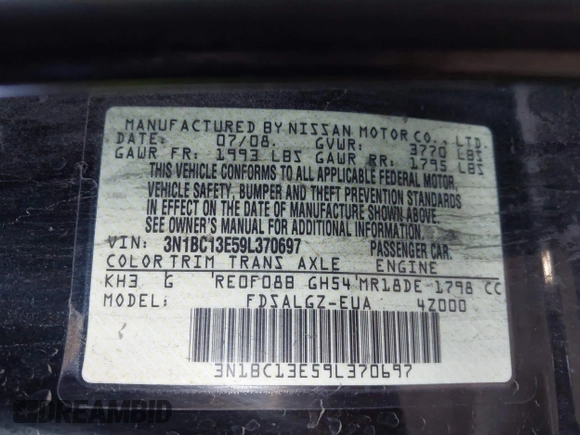 MANUFACTURED BY NISSAN MOTOR CO., LTD.
DATE: 07/08. GVWR: 3770 LBS
GAWR FR: 1993 LBS GAWR RR: 1795 LBS
THIS VEHICLE CONFORMS TO ALL APPLICABLE FEDERAL MOTOR
VEHICLE SAFETY, BUMPER AND THEFT PREVENTION STANDARDS
IN EFFECT ON THE DATE OF MANUFACTURE SHOWN ABOVE.
SEE OWNER'S MANUAL FOR ADDITIONAL INFORMATION.
VIN: 3N1BC13E59L370697 PASSENGER CAR.
COLOR TRIM TRANS AXLE ENGINE
KH3 G RE0F08B GH54 MR18DE 1798 CC
MODEL: FDSALGZ-EUA 42000
3N1BC13E59L370697
DREAMBID